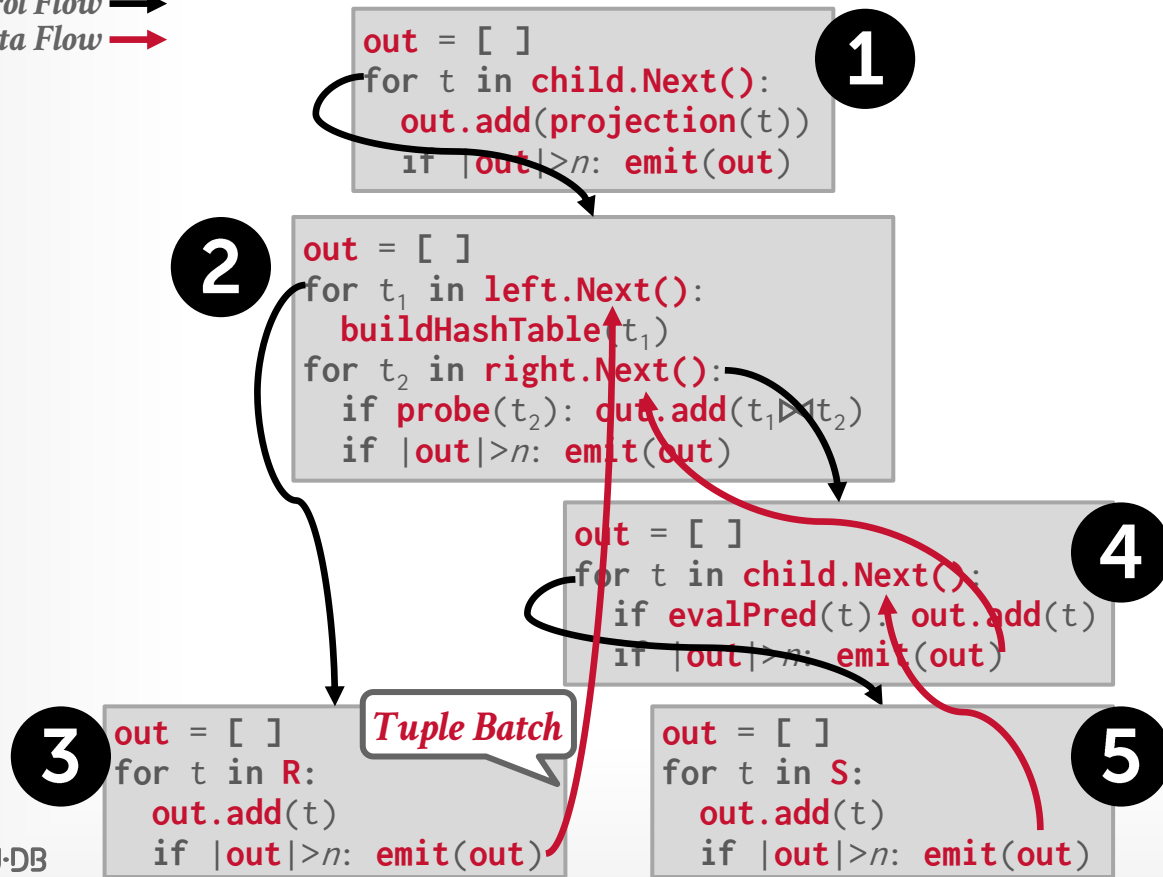 Flow
Flow
1
out = [ ]
for t in child.Next():
out.add(projection(t))
if |out|>n: emit(out)
2
out = [ ]
for t₁ in left.Next():
buildHashTable(t₁)
for t₂ in right.Next():
if probe(t₂): out.add(t₁⋈t₂)
if |out|>n: emit(out)
4
out = [ ]
for t in child.Next():
if evalPred(t): out.add(t)
if |out|>n: emit(out)
3
Tuple Batch
out = [ ]
for t in R:
out.add(t)
if |out|>n: emit(out)
5
out = [ ]
for t in S:
out.add(t)
if |out|>n: emit(out)
DB